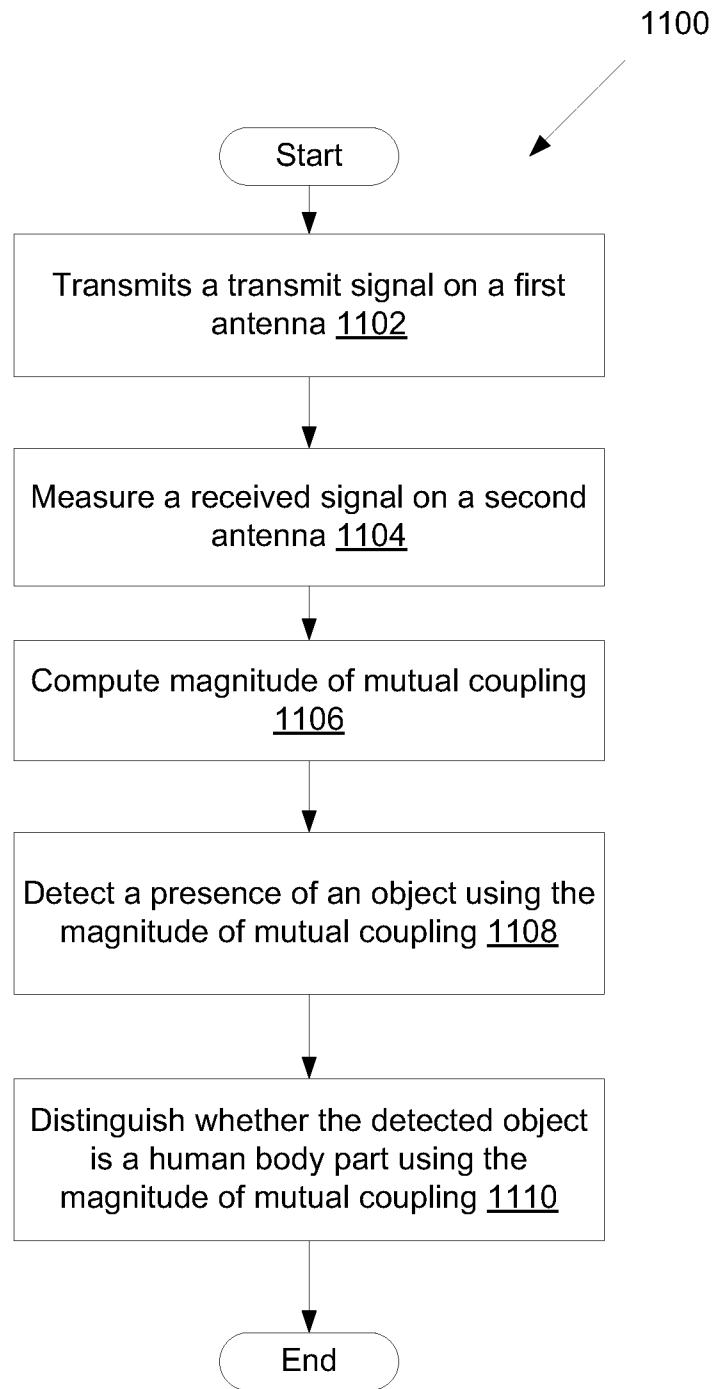 1100
Start
Transmits a transmit signal on a first
antenna 1102
Measure a received signal on a second
antenna 1104
Compute magnitude of mutual coupling
1106
Detect a presence of an object using the
magnitude of mutual coupling 1108
Distinguish whether the detected object
is a human body part using the
magnitude of mutual coupling 1110
End